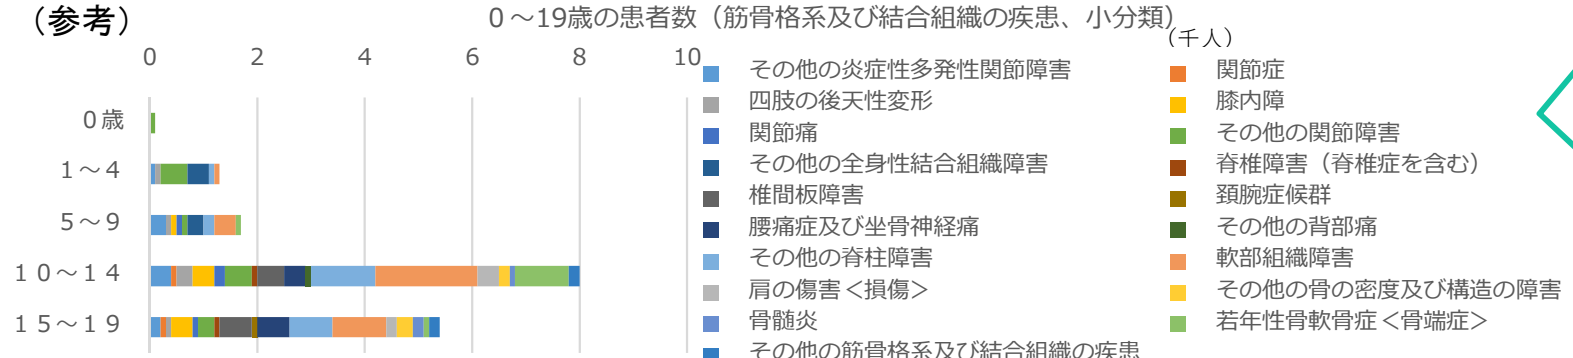 （参考）
０～19歳の患者数（筋骨格系及び結合組織の疾患、小分類）
（千人）
0 2 4 6 8 10
０歳
１～４
５～９
１０～１４
１５～１９
その他の炎症性多発性関節障害
関節症
四肢の後天性変形
膝内障
関節痛
その他の関節障害
その他の全身性結合組織障害
脊椎障害（脊椎症を含む）
椎間板障害
頚腕症候群
腰痛症及び坐骨神経痛
その他の背部痛
その他の脊柱障害
軟部組織障害
肩の傷害＜損傷＞
その他の骨の密度及び構造の障害
骨髄炎
若年性骨軟骨症＜骨端症＞
その他の筋骨格系及び結合組織の疾患